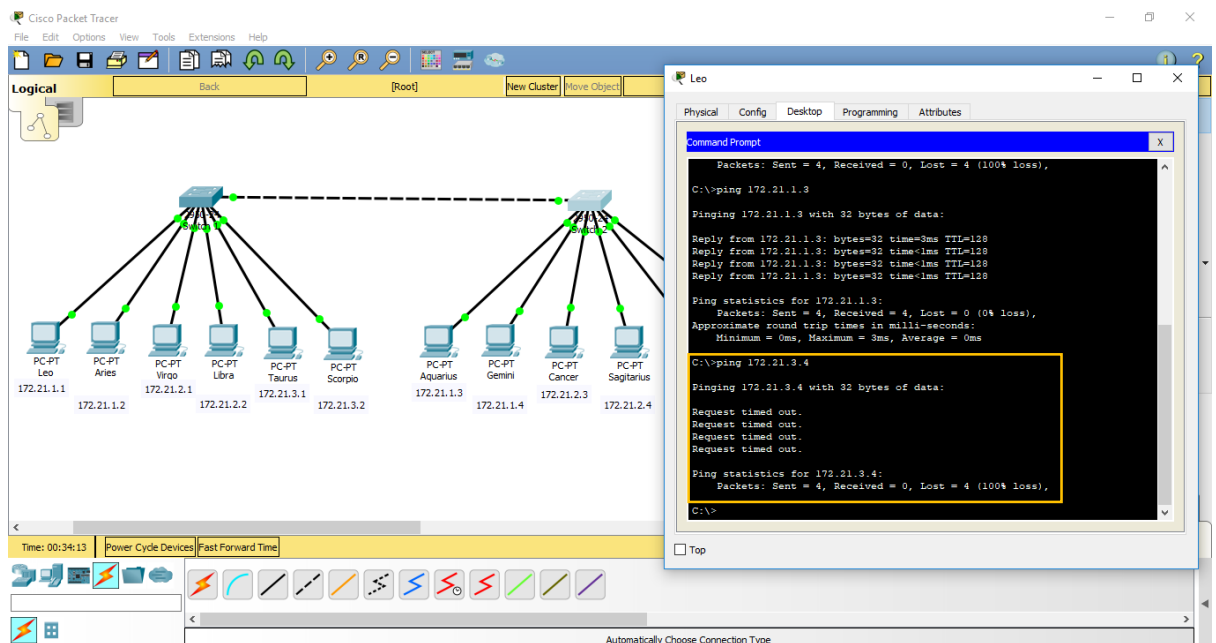 Cisco Packet Tracer
File Edit Options View Tools Extensions Help
Logical
Back
[Root]
New Cluster
Move Object
Switch 1
Switch 2
PC-PT
Leo
172.21.1.1
PC-PT
Aries
172.21.1.2
PC-PT
Virgo
172.21.2.1
PC-PT
Libra
172.21.2.2
PC-PT
Taurus
172.21.3.1
PC-PT
Scorpio
172.21.3.2
PC-PT
Aquarius
172.21.1.3
PC-PT
Gemini
172.21.1.4
PC-PT
Cancer
172.21.2.3
PC-PT
Sagitarius
172.21.2.4
Leo
Physical Config Desktop Programming Attributes
Command Prompt
X
Packets: Sent = 4, Received = 0, Lost = 4 (100% loss),
C:\>ping 172.21.1.3
Pinging 172.21.1.3 with 32 bytes of data:
Reply from 172.21.1.3: bytes=32 time=3ms TTL=128
Reply from 172.21.1.3: bytes=32 time<1ms TTL=128
Reply from 172.21.1.3: bytes=32 time<1ms TTL=128
Reply from 172.21.1.3: bytes=32 time<1ms TTL=128
Ping statistics for 172.21.1.3:
Packets: Sent = 4, Received = 4, Lost = 0 (0% loss),
Approximate round trip times in milli-seconds:
Minimum = 0ms, Maximum = 3ms, Average = 0ms
C:\>ping 172.21.3.4
Pinging 172.21.3.4 with 32 bytes of data:
Request timed out.
Request timed out.
Request timed out.
Request timed out.
Ping statistics for 172.21.3.4:
Packets: Sent = 4, Received = 0, Lost = 4 (100% loss),
C:\>
Top
Time: 00:34:13
Power Cycle Devices
Fast Forward Time
Automatically Choose Connection Type